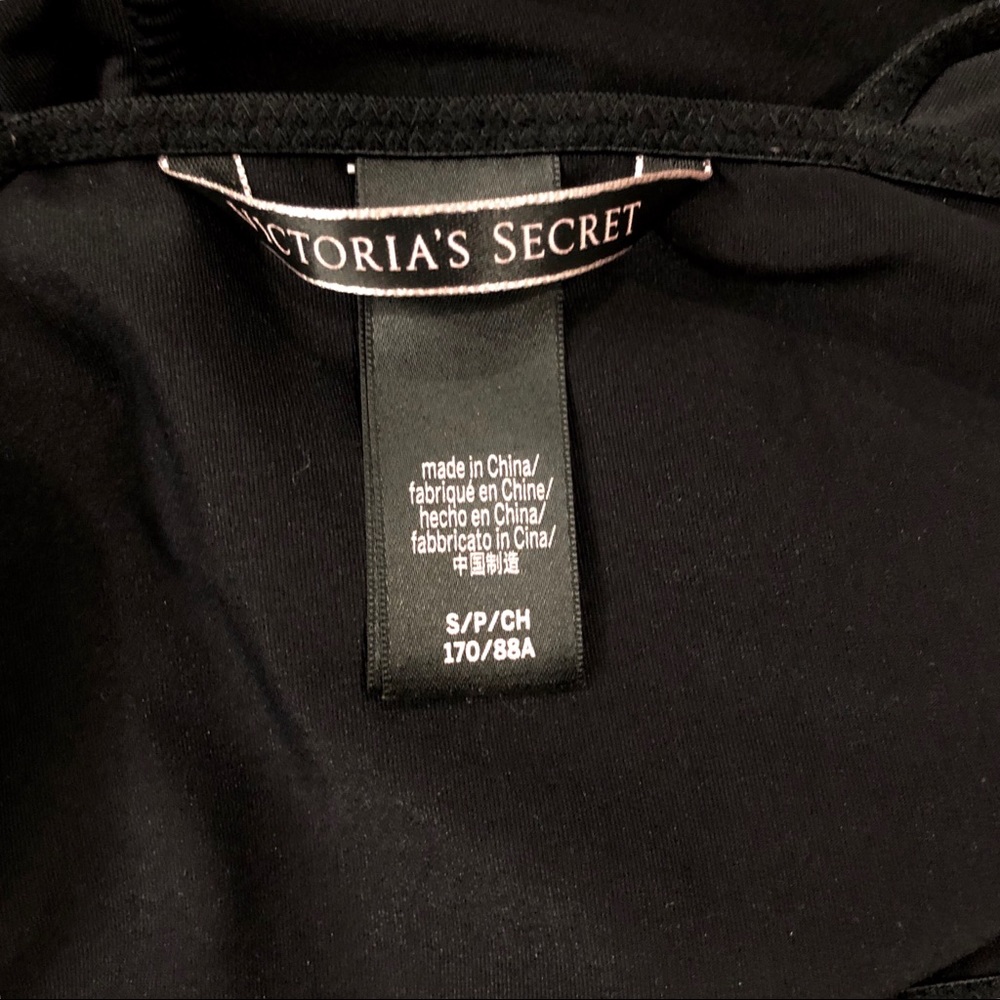 VICTORIA'S SECRET
made in China/
fabriqué en Chine/
hecho en China/
fabbricato in Cina/
中国制造
S/P/CH
170/88A